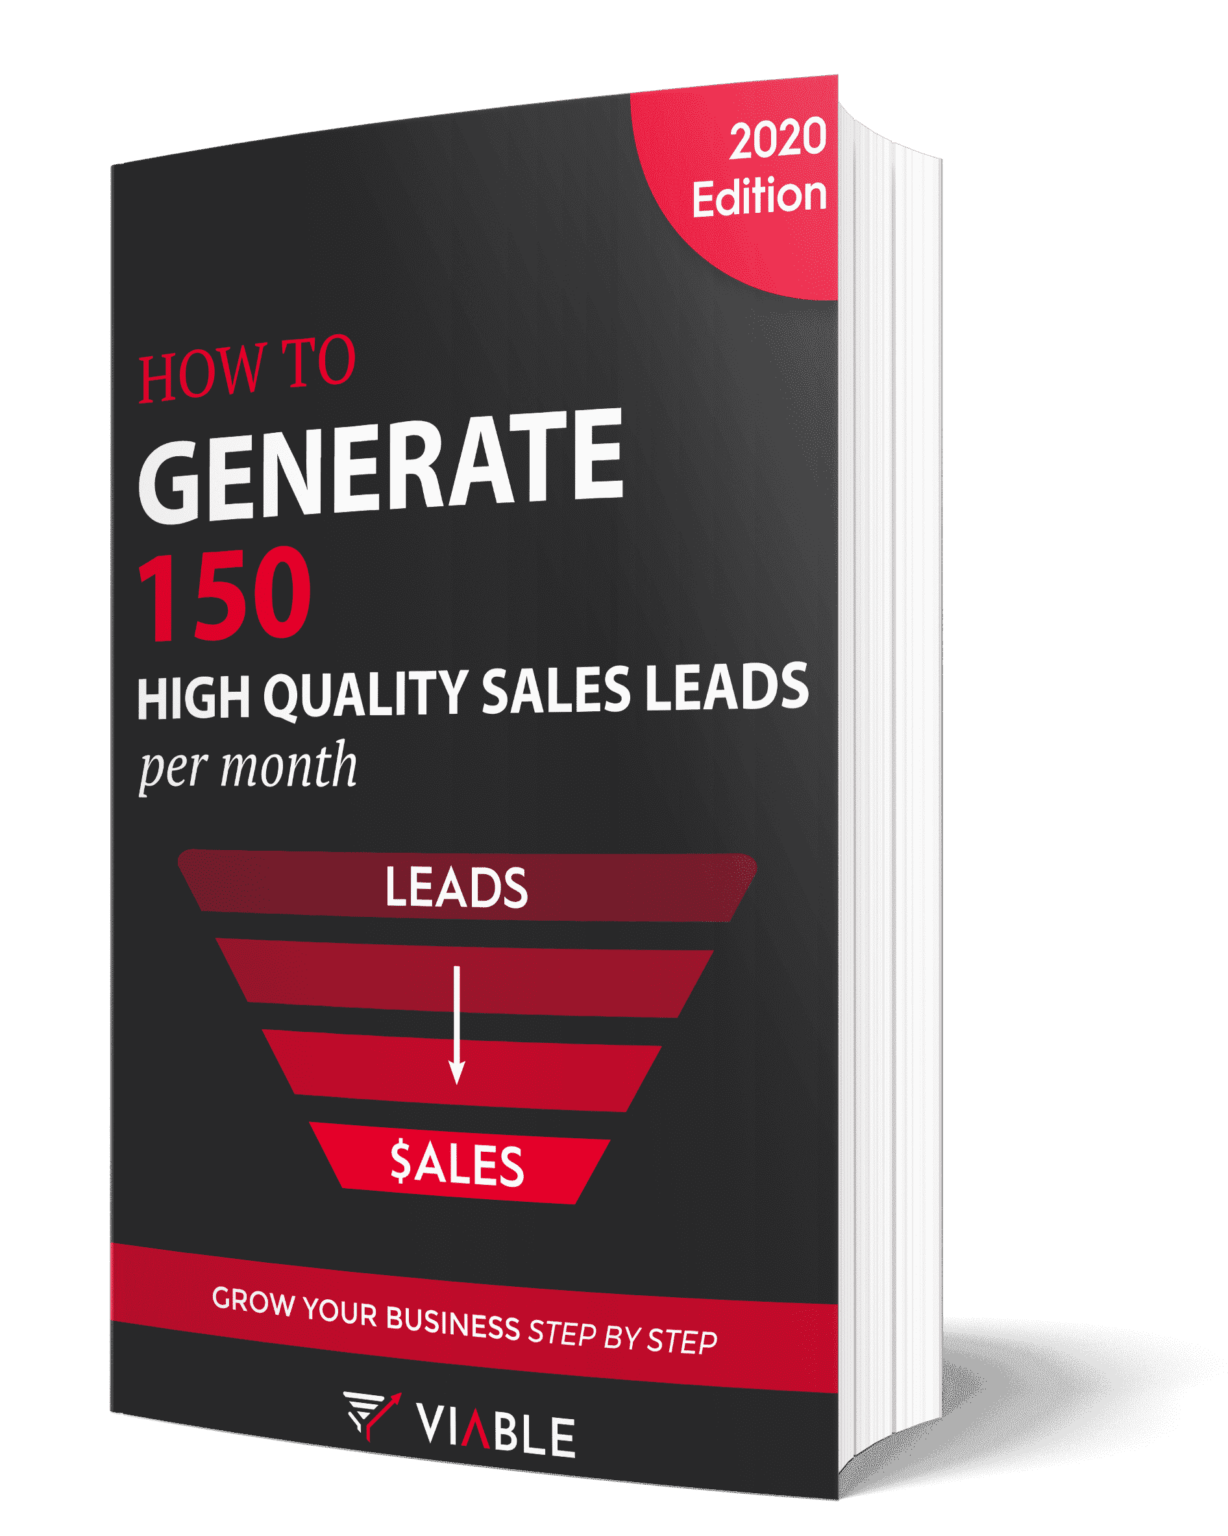 2020
Edition
HOW TO
GENERATE
150
HIGH QUALITY SALES LEADS
per month
LEADS
$ALES
GROW YOUR BUSINESS STEP BY STEP
VIABLE